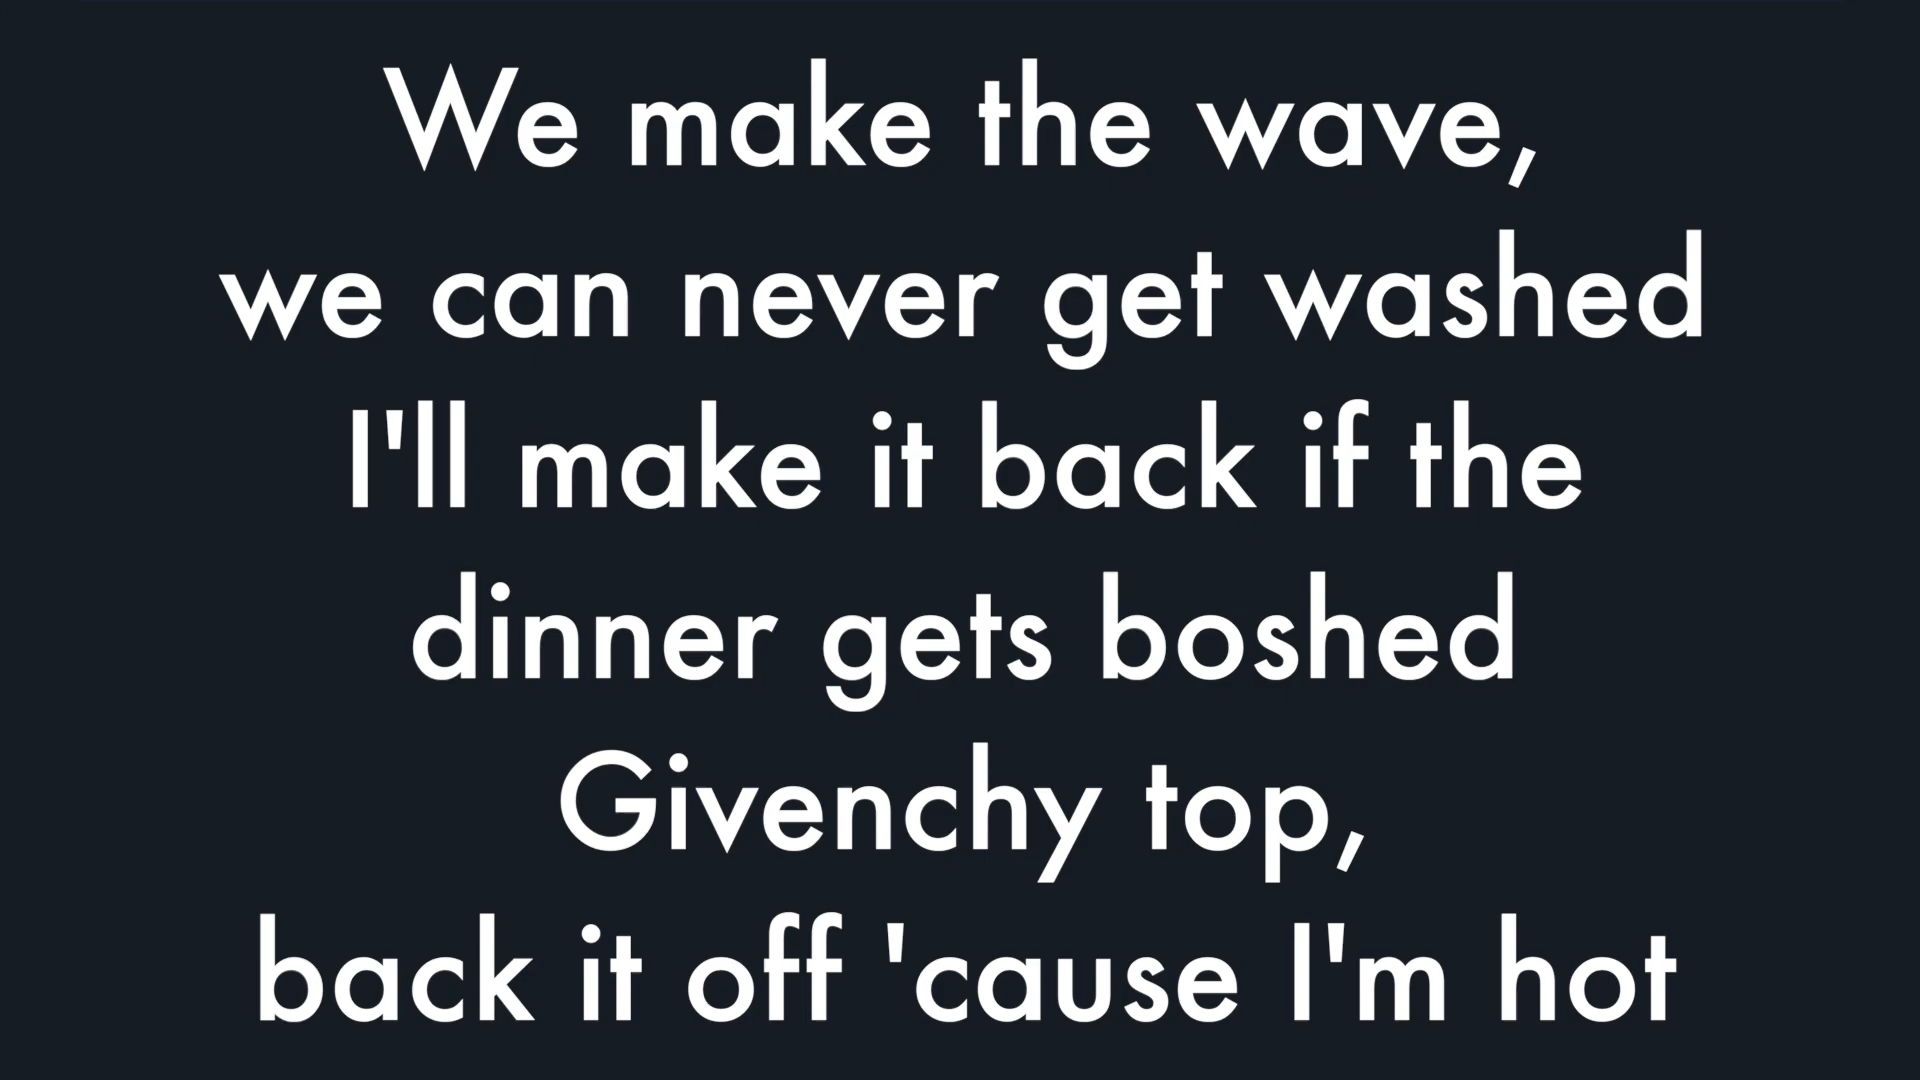 We make the wave,
we can never get washed
I'll make it back if the
dinner gets boshed
Givenchy top,
back it off 'cause I'm hot